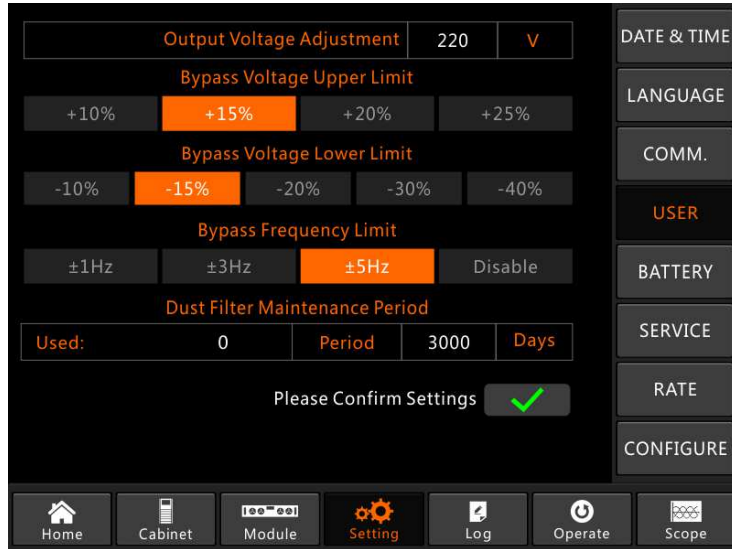 Output Voltage Adjustment 220 V
Bypass Voltage Upper Limit
+10% +15% +20% +25%
Bypass Voltage Lower Limit
-10% -15% -20% -30% -40%
Bypass Frequency Limit
±1Hz ±3Hz ±5Hz Disable
Dust Filter Maintenance Period
Used: 0 Period 3000 Days
Please Confirm Settings
DATE & TIME
LANGUAGE
COMM.
USER
BATTERY
SERVICE
RATE
CONFIGURE
Home Cabinet Module Setting Log Operate Scope